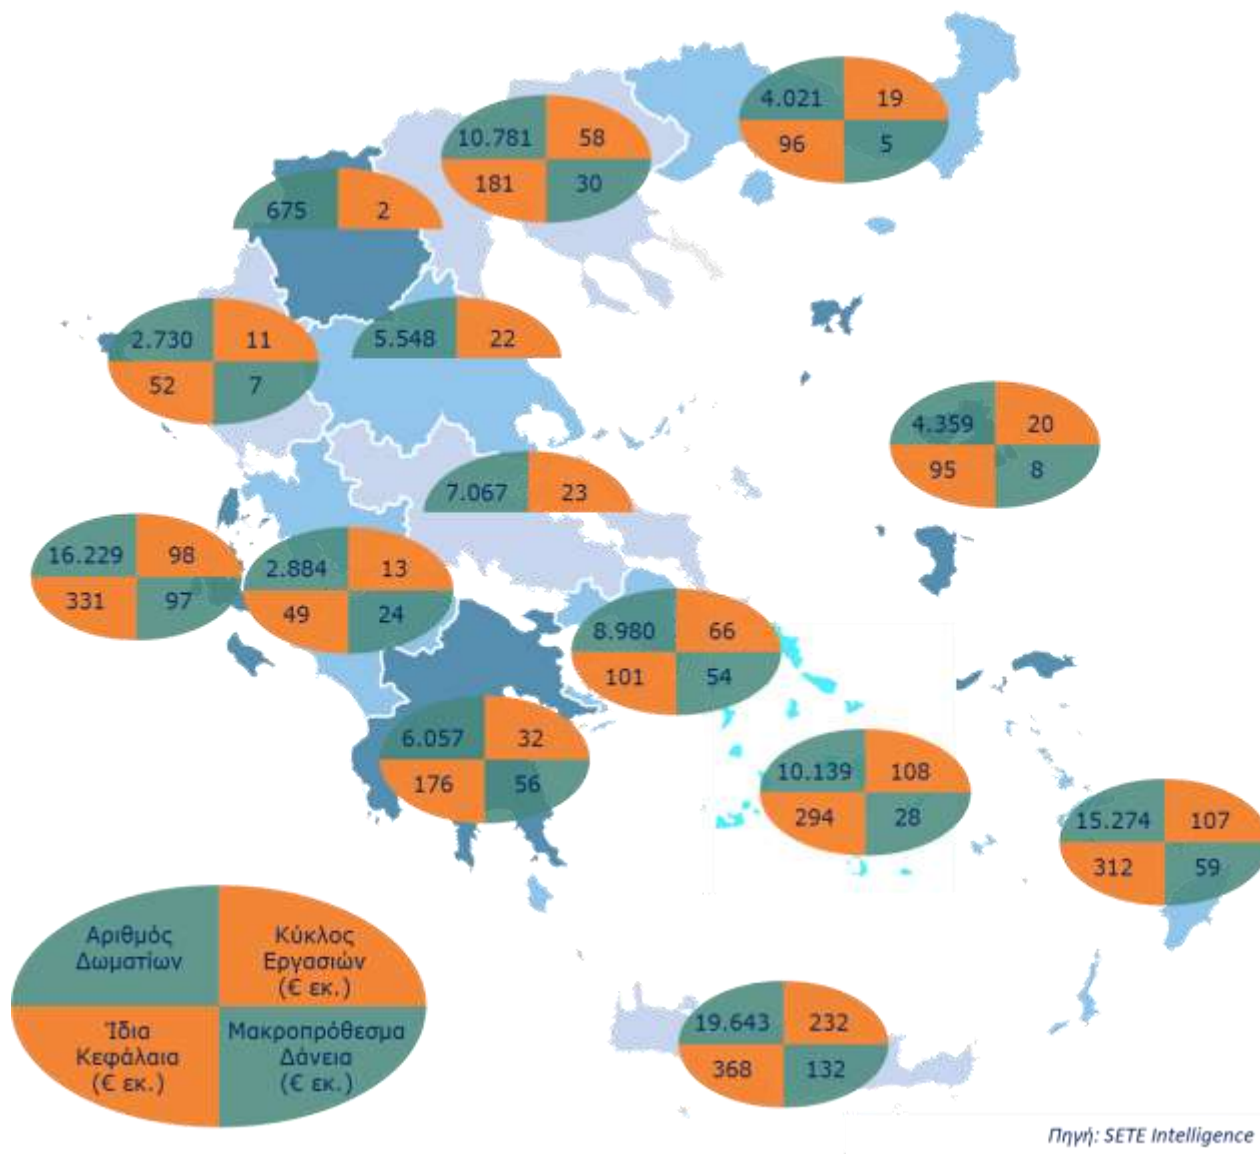 4.021 19
96 5
10.781 58
181 30
675 2
2.730 11
52 7
5.548 22
4.359 20
95 8
7.067 23
16.229 98
331 97
2.884 13
49 24
8.980 66
101 54
6.057 32
176 56
10.139 108
294 28
15.274 107
312 59
19.643 232
368 132
Αριθμός
Δωματίων
Κύκλος
Εργασιών
(€ εκ.)
Ίδια
Κεφάλαια
(€ εκ.)
Μακροπρόθεσμα
Δάνεια
(€ εκ.)
Πηγή: SETE Intelligence